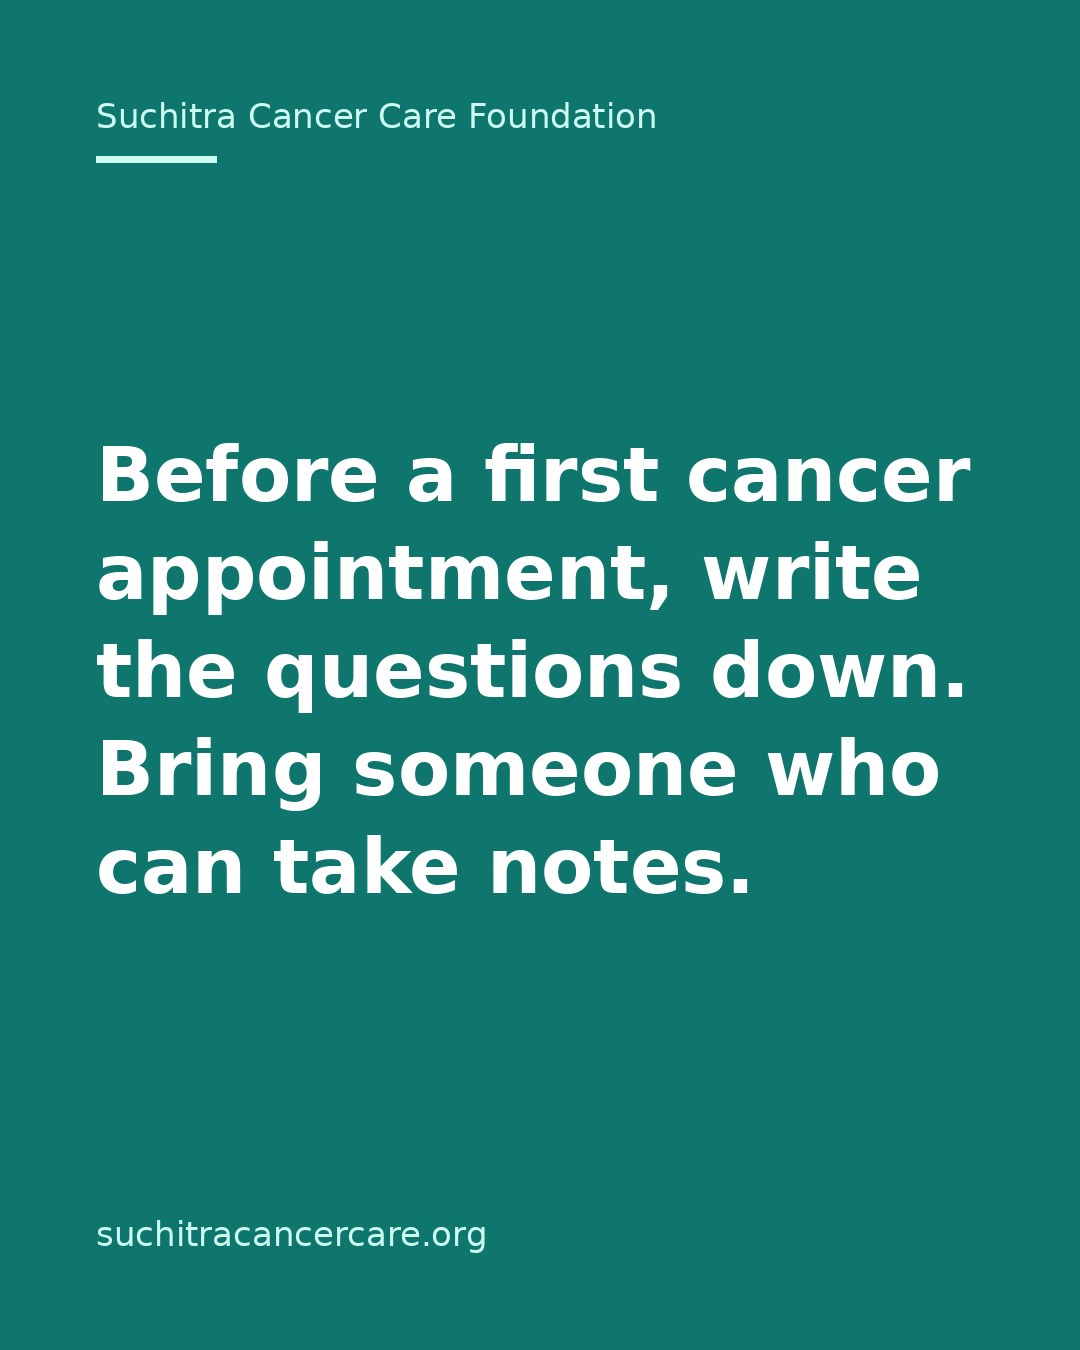 Suchitra Cancer Care Foundation
Before a first cancer
appointment, write
the questions down.
Bring someone who
can take notes.
suchitracancercare.org